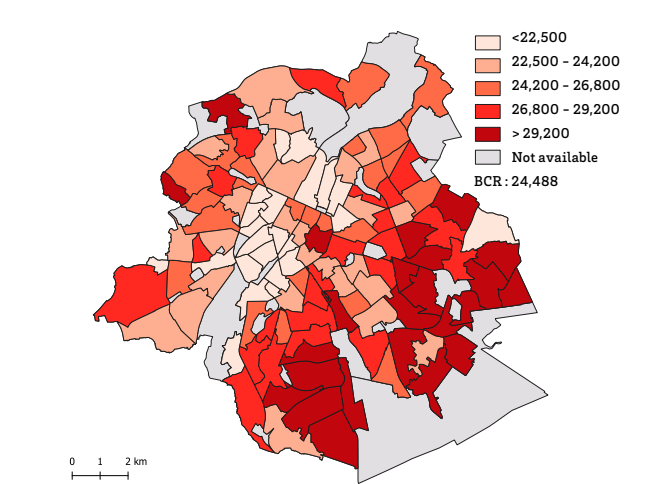 <22,500
22,500 - 24,200
24,200 - 26,800
26,800 - 29,200
> 29,200
Not available
BCR : 24,488
0 1 2 km